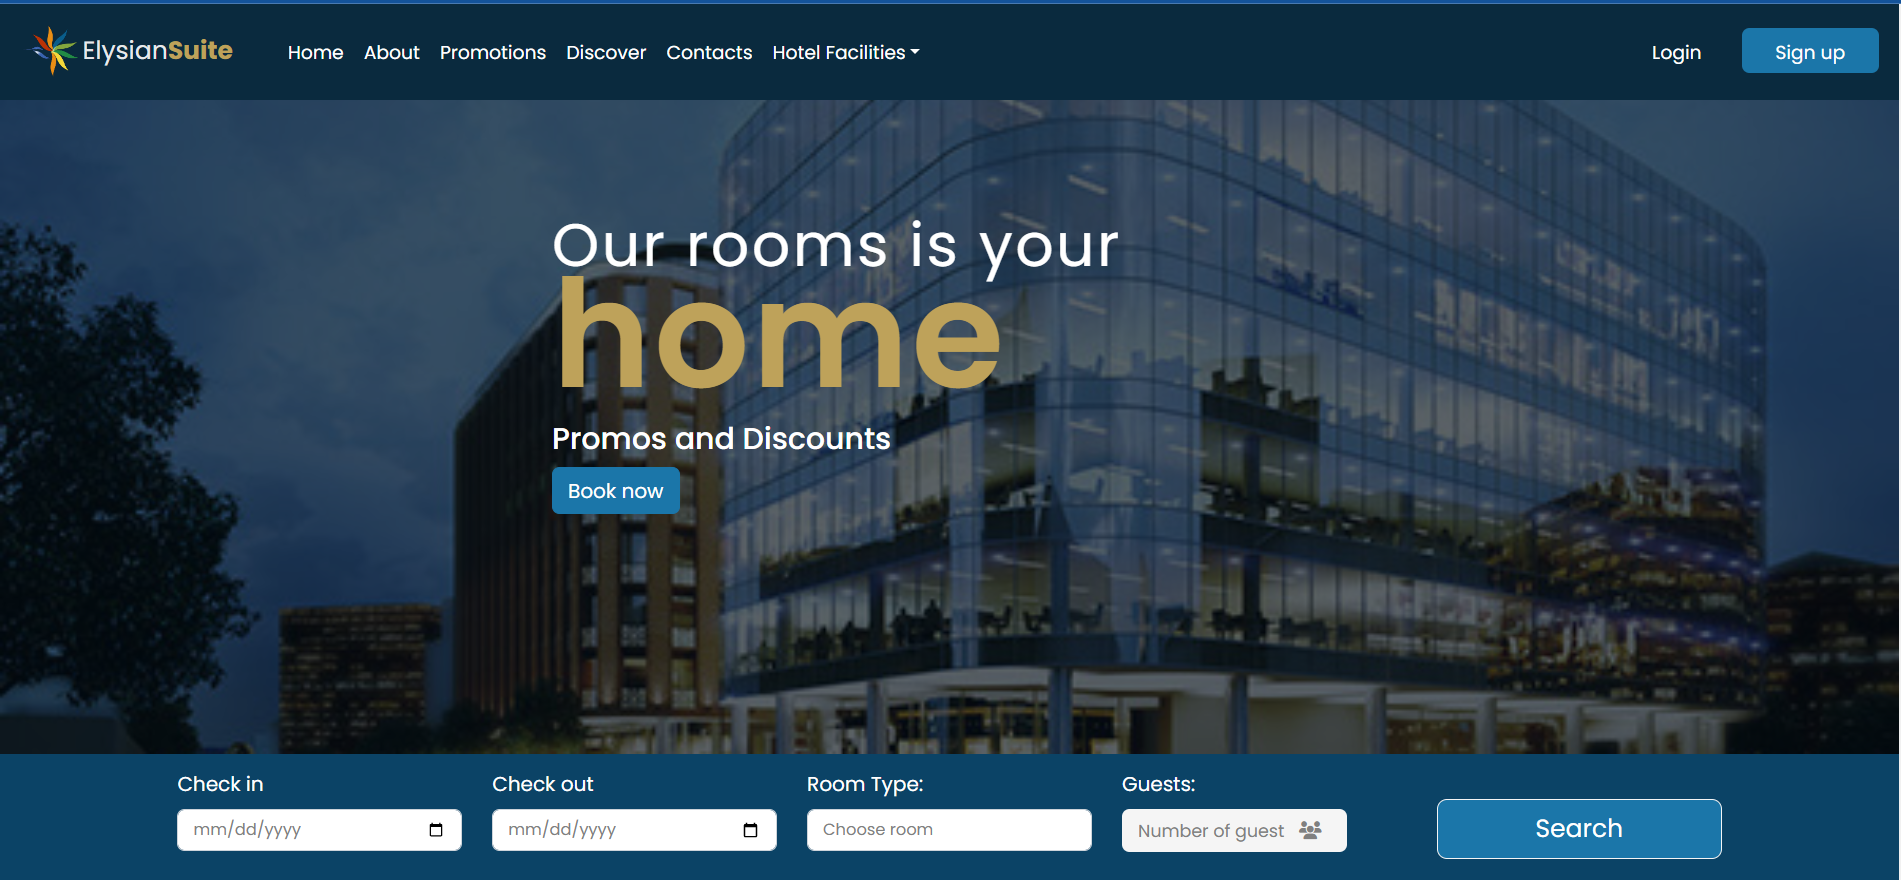 ElysianSuite
Home About Promotions Discover Contacts Hotel Facilities
Login Sign up
Our rooms is your
home
Promos and Discounts
Book now
Check in Check out Room Type: Guests:
mm/dd/yyyy mm/dd/yyyy Choose room Number of guest Search